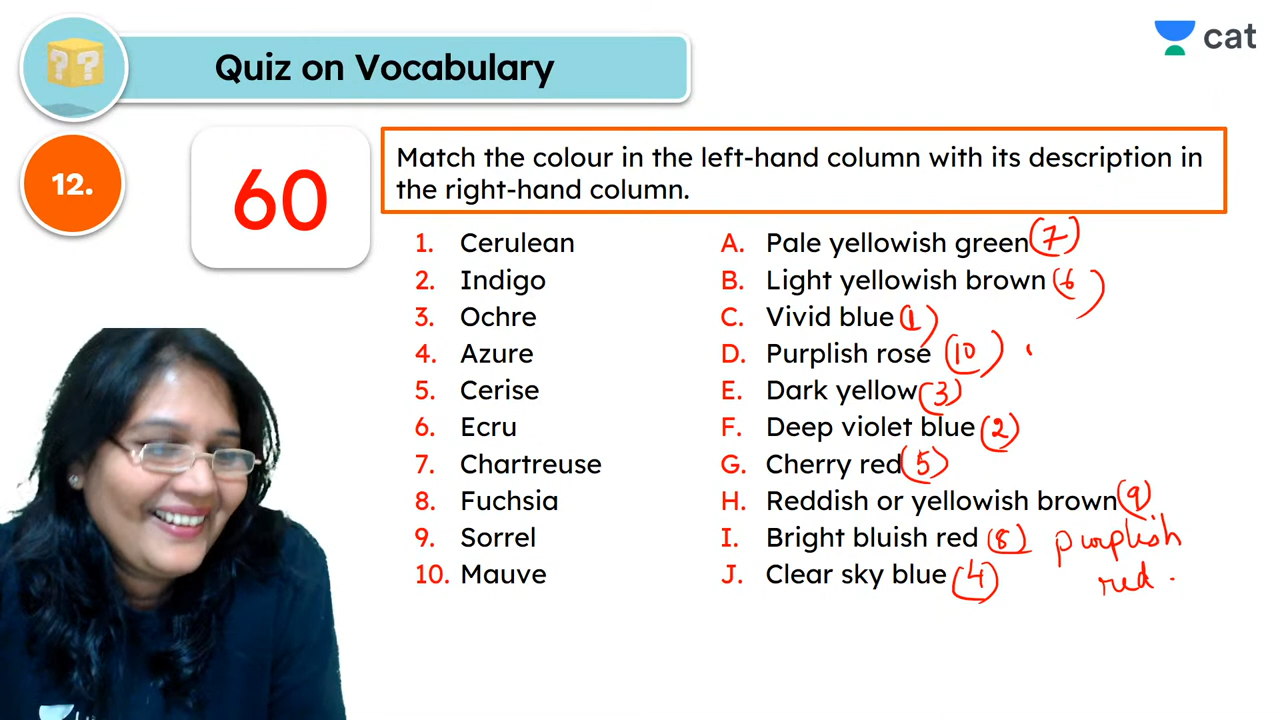 Quiz on Vocabulary
cat
12.
60
Match the colour in the left-hand column with its description in
the right-hand column.
1. Cerulean
2. Indigo
3. Ochre
4. Azure
5. Cerise
6. Ecru
7. Chartreuse
8. Fuchsia
9. Sorrel
10. Mauve
A. Pale yellowish green (7)
B. Light yellowish brown (6)
C. Vivid blue (1)
D. Purplish rose (10)
E. Dark yellow (3)
F. Deep violet blue (2)
G. Cherry red (5)
H. Reddish or yellowish brown (9)
I. Bright bluish red (8) purplish
red.
J. Clear sky blue (4)